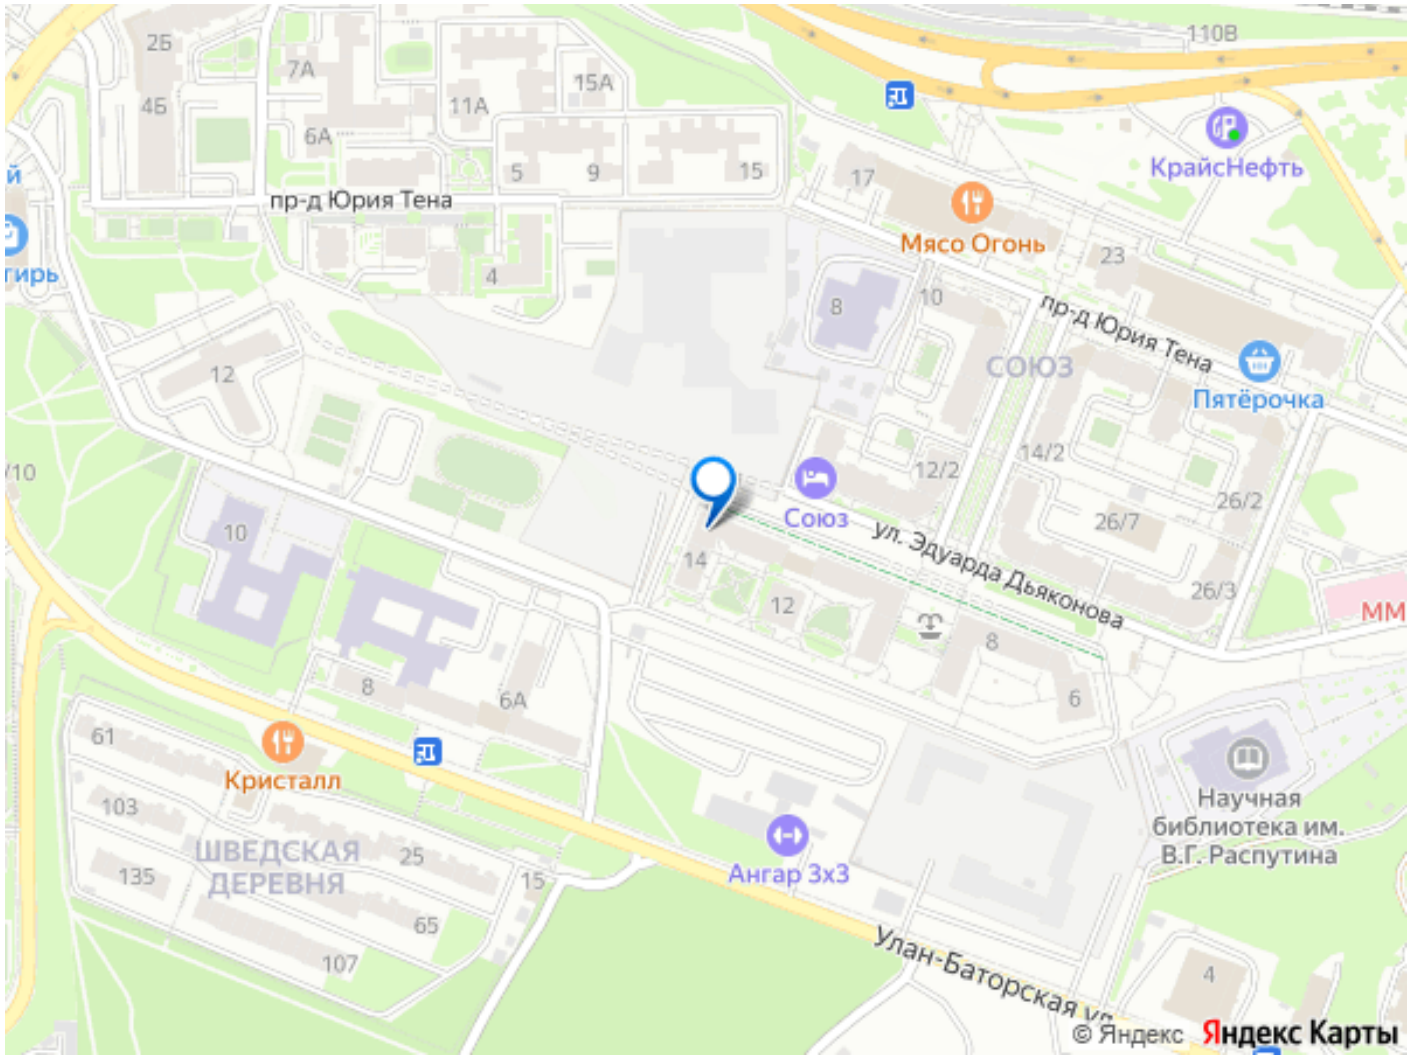 2Б
110В
7А
15А
4Б
11А
6А
КрайсНефть
й
5
9
15
17
пр-д Юрия Тена
Мясо Огонь
гирь
4
23
8
10
пр-д Юрия Тена
СОЮЗ
12
Пятёрочка
14/2
/10
12/2
26/2
Союз
26/7
10
ул. Эдуарда Дьяконова
14
26/3
12
ММ
8
8
6А
6
61
Кристалл
Научная
библиотека им.
В.Г. Распутина
103
ШВЕДСКАЯ
ДЕРЕВНЯ
25
Ангар 3х3
135
15
65
107
Улан-Баторская ул
4
© Яндекс Яндекс Карты